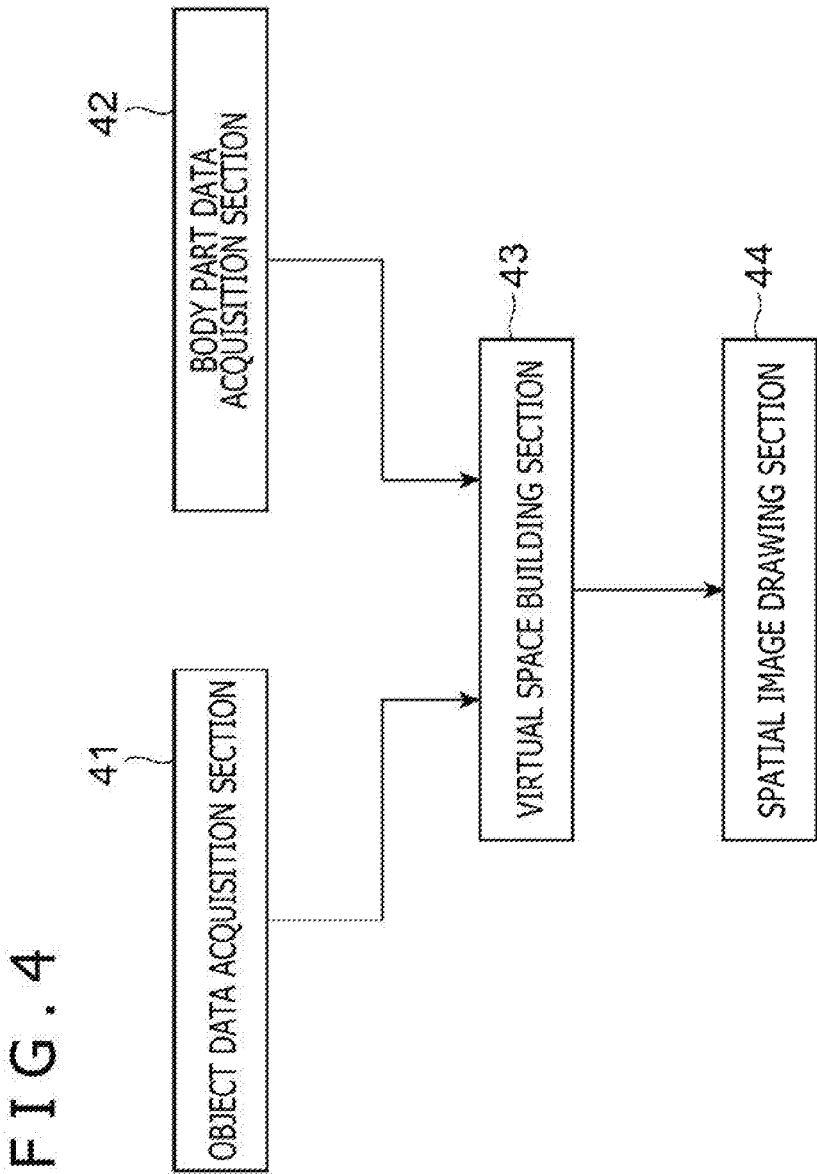 FIG.4
41
OBJECT DATA ACQUISITION SECTION
42
BODY PART DATA
ACQUISITION SECTION
43
VIRTUAL SPACE BUILDING SECTION
44
SPATIAL IMAGE DRAWING SECTION